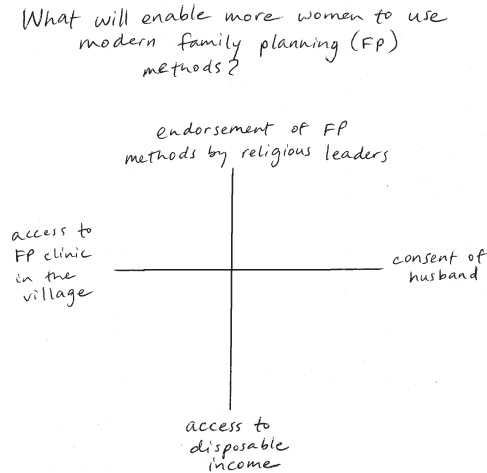 What will enable more women to use
modern family planning (FP)
methods?
endorsement of FP
methods by religious leaders
access to
FP clinic
in the
village
consent of
husband
access to
disposable
income